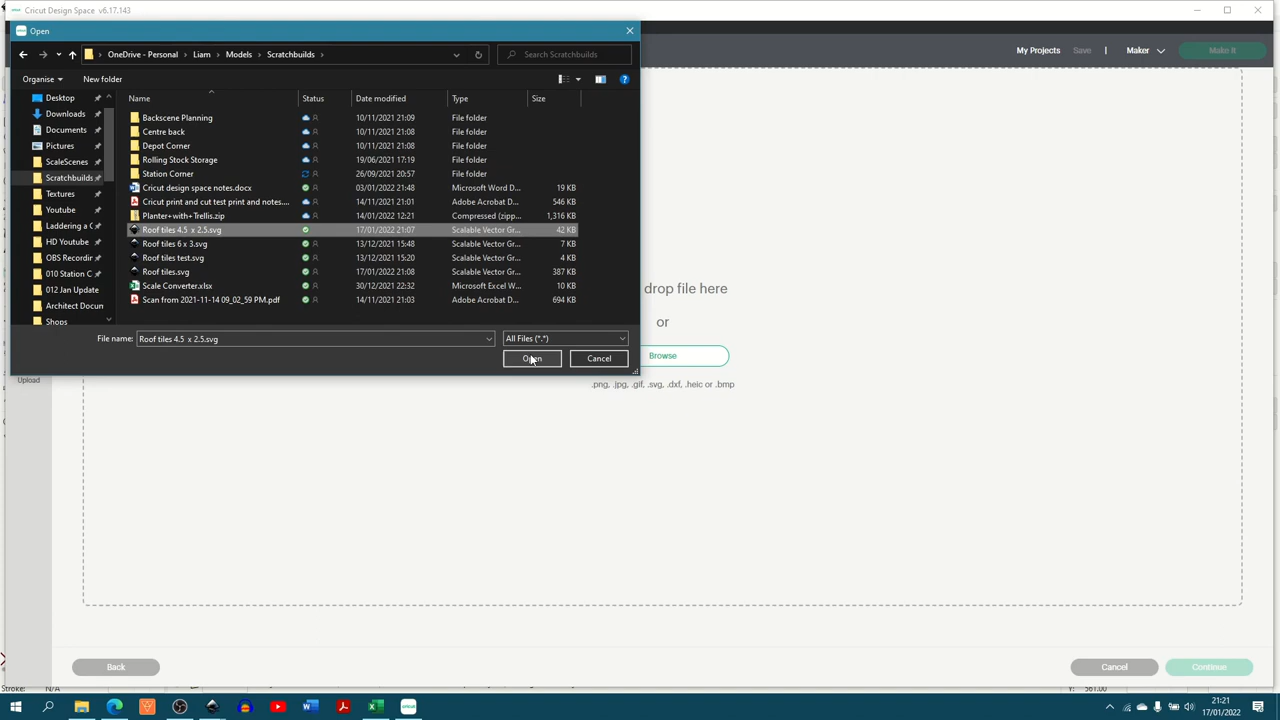 Cricut Design Space v6.17.143
Open
OneDrive - Personal > Liam > Models > Scratchbuilds >
Search Scratchbuilds
My Projects Save | Maker Make It
Organise New folder
Name Status Date modified Type Size
Desktop
Downloads
Documents
Pictures
ScaleScenes
Scratchbuilds
Textures
Youtube
Laddering a C
HD Youtube
OBS Recordin
010 Station C
012 Jan Update
Architect Docun
Shops
Backscene Planning 10/11/2021 21:09 File folder
Centre back 10/11/2021 21:08 File folder
Depot Corner 10/11/2021 21:08 File folder
Rolling Stock Storage 19/06/2021 17:19 File folder
Station Corner 26/09/2021 20:57 File folder
Cricut design space notes.docx 03/01/2022 21:48 Microsoft Word D... 19 KB
Cricut print and cut test print and notes.... 14/11/2021 21:01 Adobe Acrobat D... 546 KB
Planter+with+Trellis.zip 14/01/2022 12:21 Compressed (zipp... 1,316 KB
Roof tiles 4.5 x 2.5.svg 17/01/2022 21:07 Scalable Vector Gr... 42 KB
Roof tiles 6 x 3.svg 13/12/2021 15:48 Scalable Vector Gr... 7 KB
Roof tiles test.svg 13/12/2021 15:20 Scalable Vector Gr... 4 KB
Roof tiles.svg 17/01/2022 21:08 Scalable Vector Gr... 387 KB
Scale Converter.xlsx 30/12/2021 22:32 Microsoft Excel W... 10 KB
Scan from 2021-11-14 09_02_59 PM.pdf 14/11/2021 21:03 Adobe Acrobat D... 694 KB
File name: Roof tiles 4.5 x 2.5.svg All Files (*.*)
Open Cancel
drop file here
or
Browse
.png, .jpg, .gif, .svg, .dxf, .heic or .bmp
Upload
Back Cancel Continue
Stroke: N/A Y: 561.00
21:21
17/01/2022